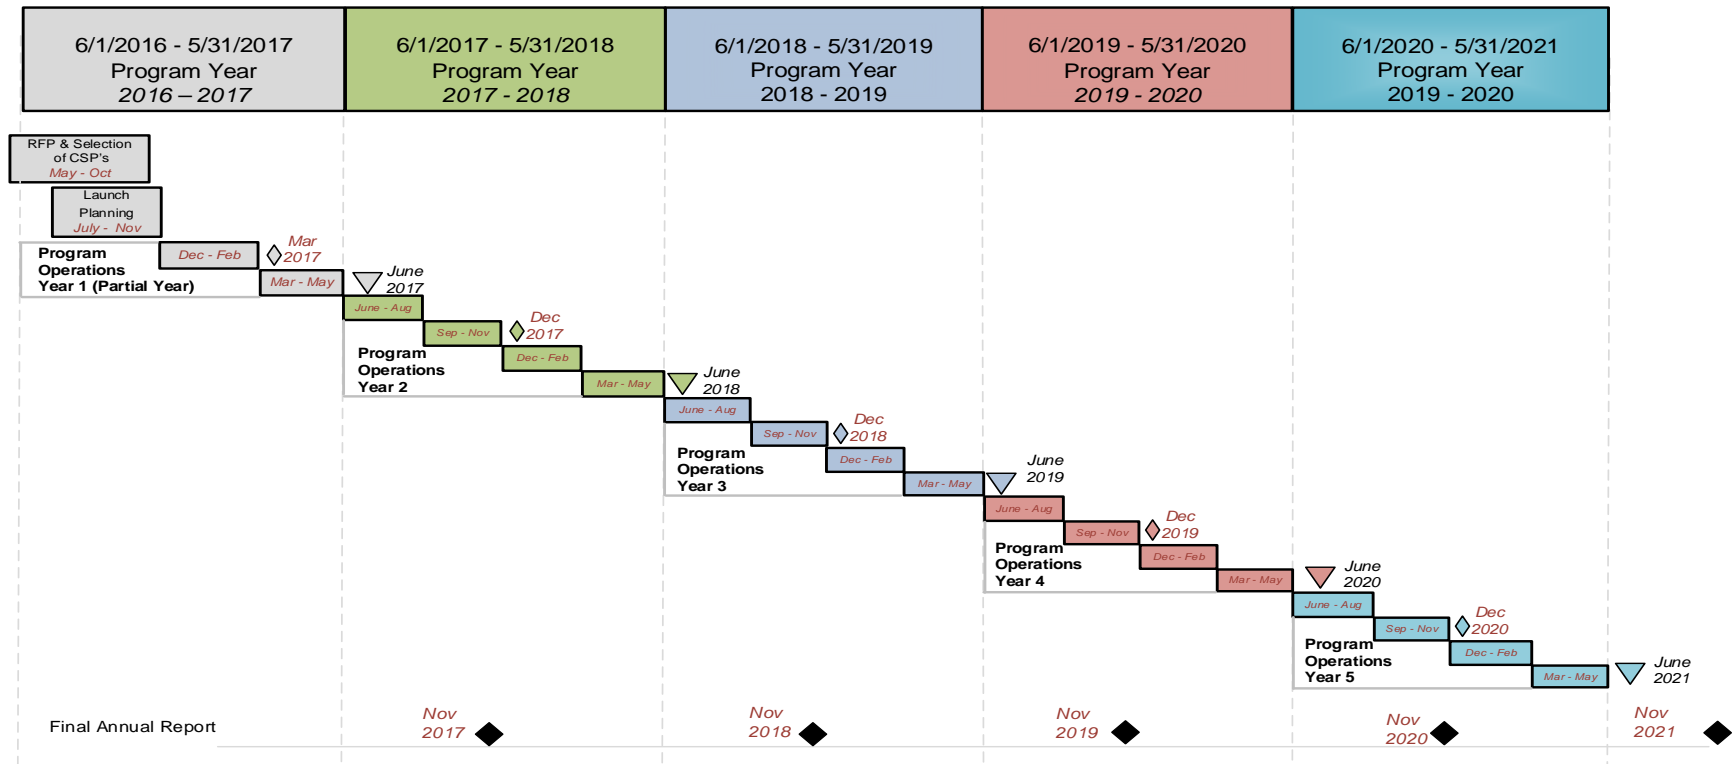 6/1/2016 - 5/31/2017
Program Year
2016 – 2017
6/1/2017 - 5/31/2018
Program Year
2017 - 2018
6/1/2018 - 5/31/2019
Program Year
2018 - 2019
6/1/2019 - 5/31/2020
Program Year
2019 - 2020
6/1/2020 - 5/31/2021
Program Year
2019 - 2020
RFP & Selection
of CSP's
May - Oct
Launch
Planning
July - Nov
Program
Operations
Year 1 (Partial Year)
Dec - Feb
Mar
2017
Mar - May
June
2017
June - Aug
Sep - Nov
Dec
2017
Program
Operations
Year 2
Dec - Feb
Mar - May
June
2018
June - Aug
Sep - Nov
Dec
2018
Program
Operations
Year 3
Dec - Feb
Mar - May
June
2019
June - Aug
Sep - Nov
Dec
2019
Program
Operations
Year 4
Dec - Feb
Mar - May
June
2020
June - Aug
Sep - Nov
Dec
2020
Program
Operations
Year 5
Dec - Feb
Mar - May
June
2021
Final Annual Report
Nov
2017
Nov
2018
Nov
2019
Nov
2020
Nov
2021